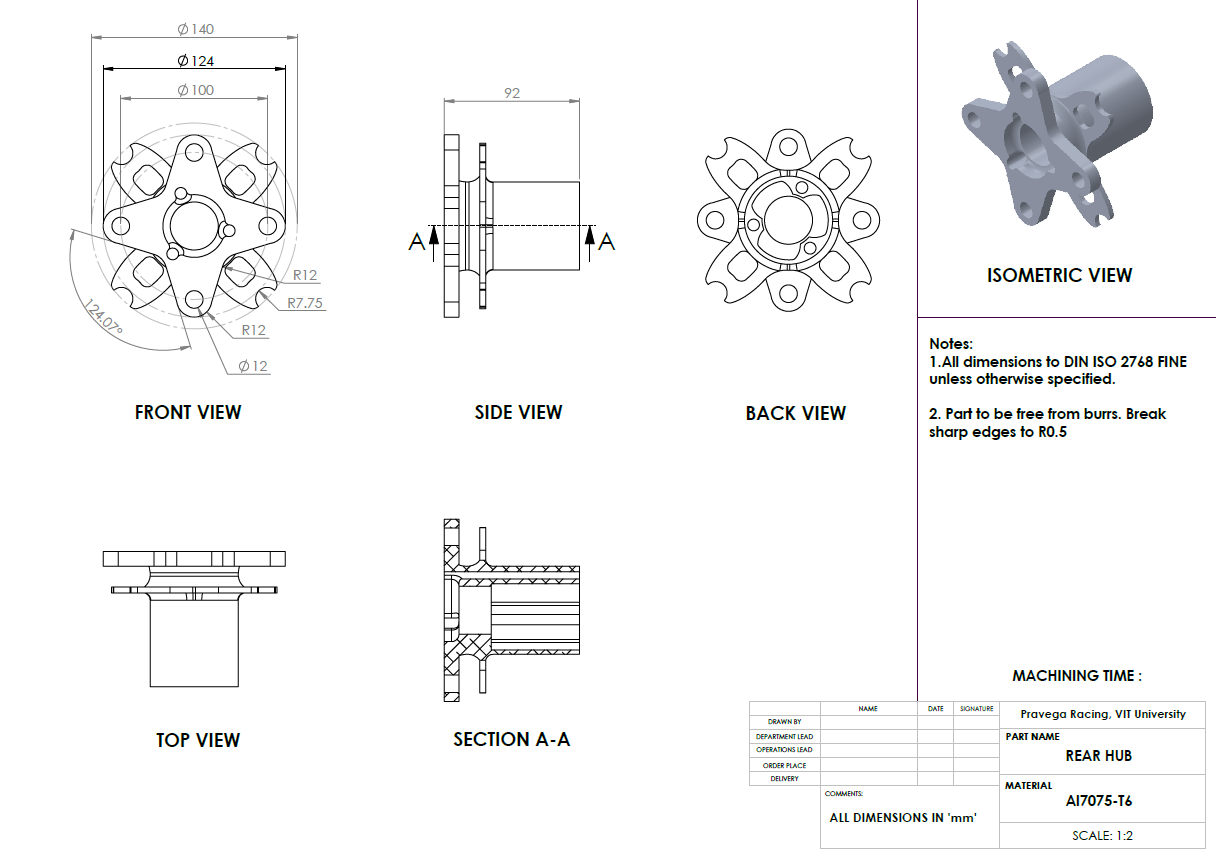 ⌀ 140
⌀ 124
⌀ 100
R12
R7.75
R12
⌀ 12
124.07°
FRONT VIEW
92
A
A
SIDE VIEW
BACK VIEW
ISOMETRIC VIEW
Notes:
1.All dimensions to DIN ISO 2768 FINE
unless otherwise specified.
2. Part to be free from burrs. Break
sharp edges to R0.5
TOP VIEW
SECTION A-A
MACHINING TIME :
NAME DATE SIGNATURE
DRAWN BY
DEPARTMENT LEAD
OPERATIONS LEAD
ORDER PLACE
DELIVERY
COMMENTS:
ALL DIMENSIONS IN 'mm'
Pravega Racing, VIT University
PART NAME
REAR HUB
MATERIAL
Al7075-T6
SCALE: 1:2